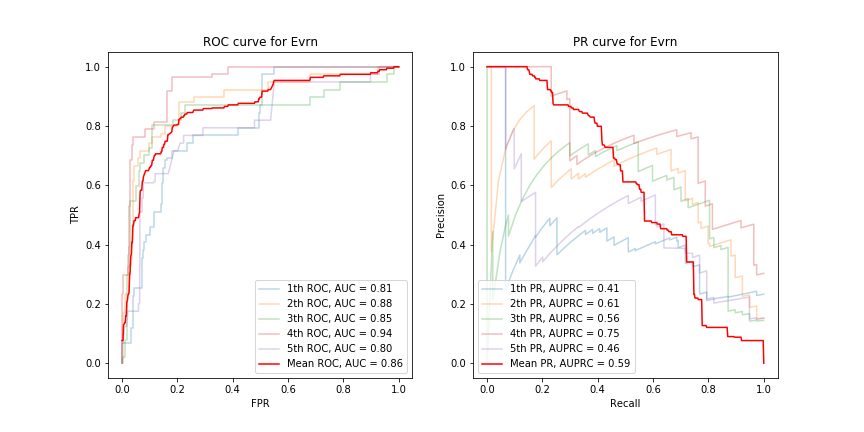 ROC curve for Evrn
1.0
0.8
0.6
0.4
0.2
0.0
TPR
0.0 0.2 0.4 0.6 0.8 1.0
FPR
1th ROC, AUC = 0.81
2th ROC, AUC = 0.88
3th ROC, AUC = 0.85
4th ROC, AUC = 0.94
5th ROC, AUC = 0.80
Mean ROC, AUC = 0.86
PR curve for Evrn
1.0
0.8
0.6
0.4
0.2
0.0
Precision
0.0 0.2 0.4 0.6 0.8 1.0
Recall
1th PR, AUPRC = 0.41
2th PR, AUPRC = 0.61
3th PR, AUPRC = 0.56
4th PR, AUPRC = 0.75
5th PR, AUPRC = 0.46
Mean PR, AUPRC = 0.59